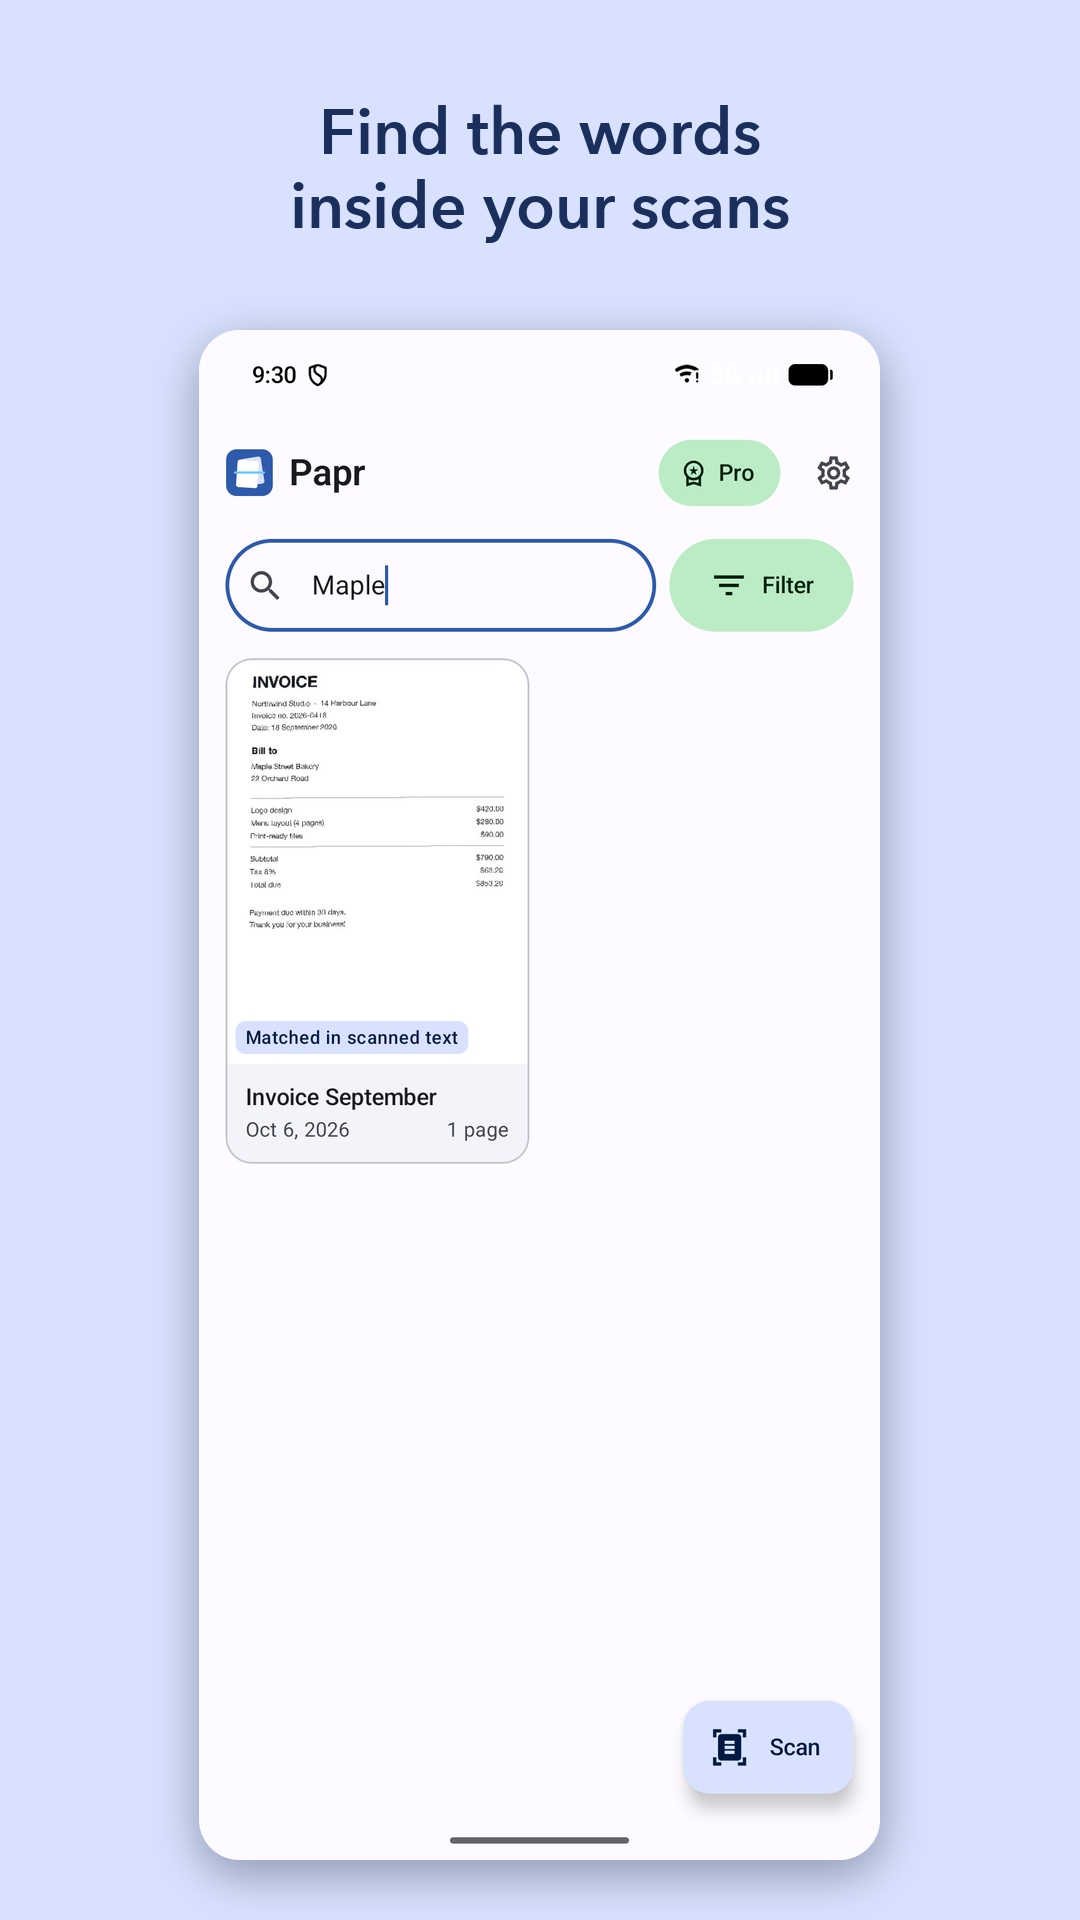 Find the words
inside your scans
9:30
3G
Papr
Pro
Maple
Filter
INVOICE
Northwind Studio - 14 Harbour Lane
Invoice no. 2026-0418
Date: 18 September 2026
Bill to
Maple Street Bakery
22 Orchard Road
Logo design $420.00
Menu layout (4 pages) $280.00
Print-ready files $90.00
Subtotal $790.00
Tax 8% $63.20
Total due $853.20
Payment due within 30 days.
Thank you for your business!
Matched in scanned text
Invoice September
Oct 6, 2026 1 page
Scan